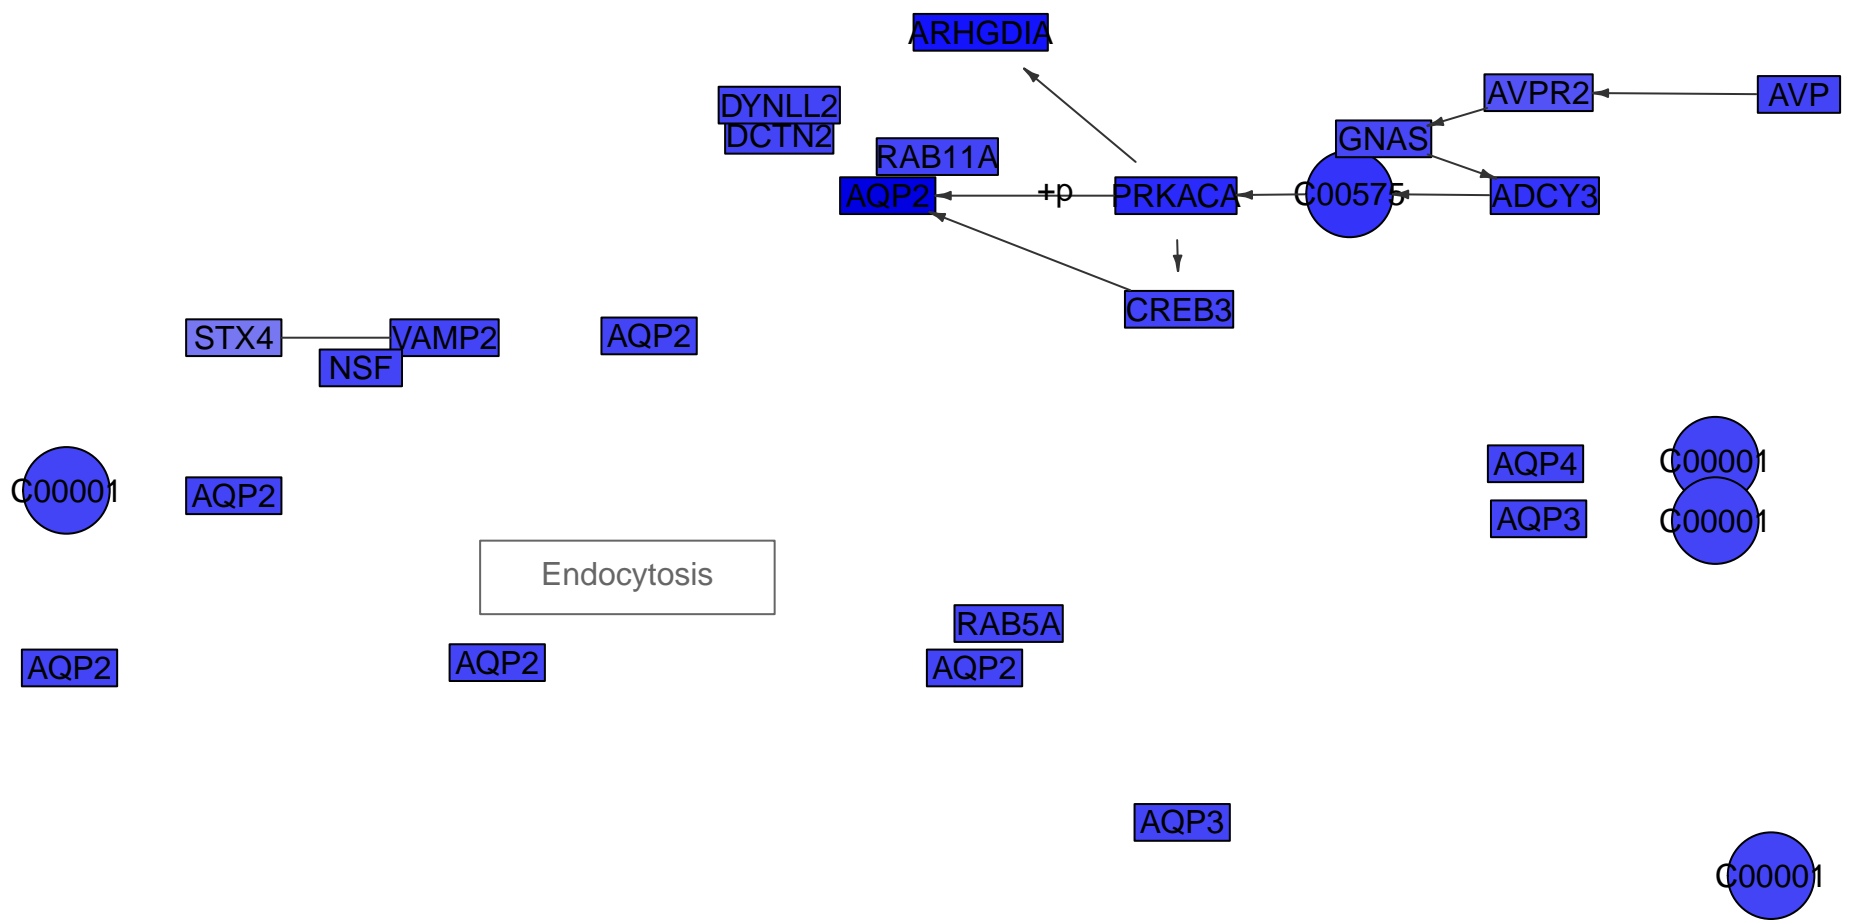 ARHGDIA
AVPR2
AVP
DYNLL2
DCTN2
GNAS
RAB11A
AQP2
+p
PRKACA
C00575
ADCY3
CREB3
STX4
VAMP2
AQP2
NSF
C00001
AQP2
AQP4
C00001
AQP3
C00001
Endocytosis
RAB5A
AQP2
AQP2
AQP2
AQP3
C00001